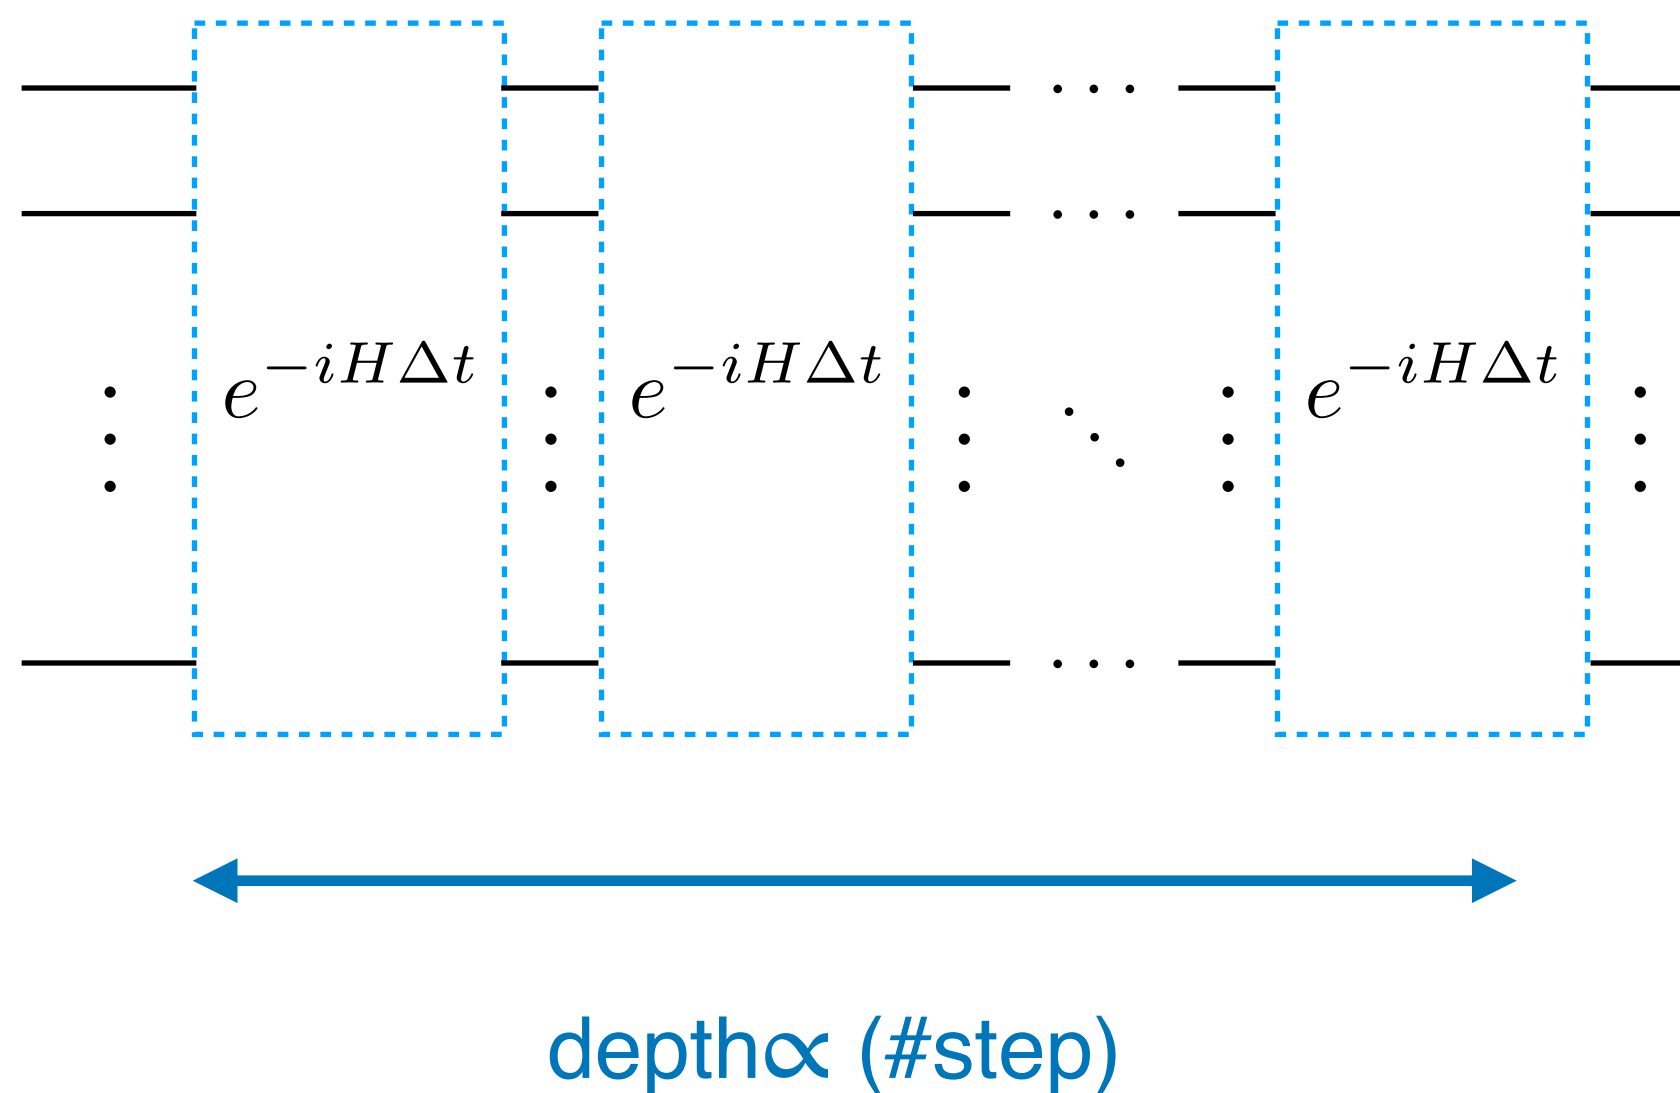 e^{-iHΔt} e^{-iHΔt} e^{-iHΔt}
depth∝ (#step)